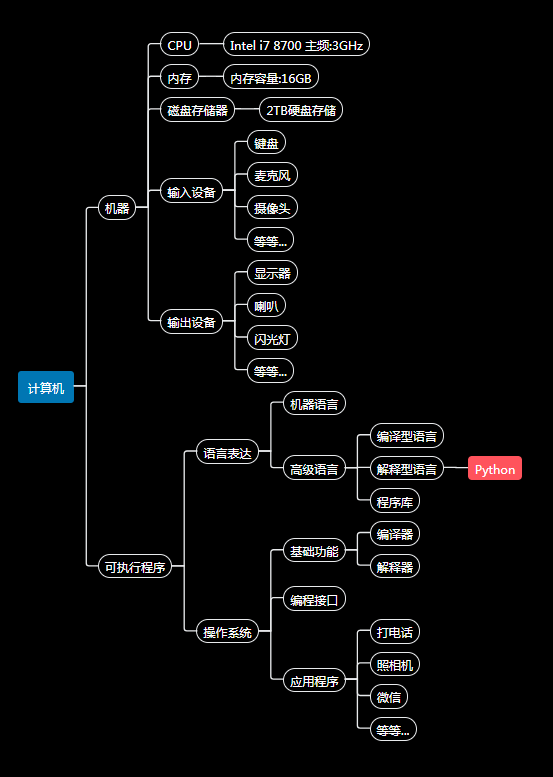 CPU
Intel i7 8700 主频:3GHz
内存
内存容量:16GB
磁盘存储器
2TB硬盘存储
键盘
麦克风
输入设备
摄像头
机器
等等...
显示器
喇叭
输出设备
闪光灯
等等...
计算机
机器语言
编译型语言
语言表达
高级语言
解释型语言
Python
程序库
编译器
基础功能
可执行程序
解释器
编程接口
操作系统
打电话
照相机
应用程序
微信
等等...